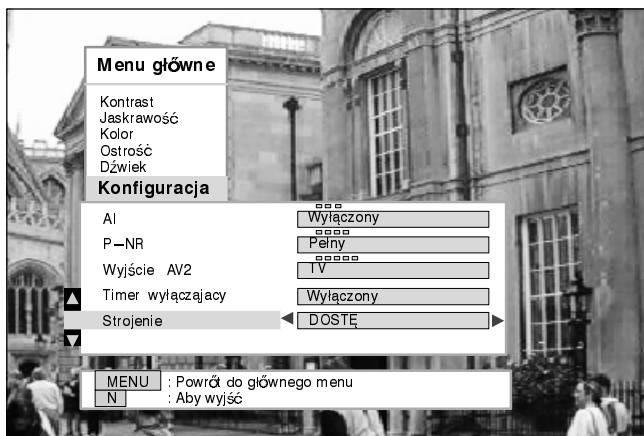 Menu główne
Kontrast
Jaskrawość
Kolor
Ostrość
Dźwiek
Konfiguracja
AI Wyłączony
P–NR Pełny
Wyjście AV2 TV
Timer wyłączajacy Wyłączony
Strojenie DOSTĘ
MENU : Powrót do głównego menu
N : Aby wyjść